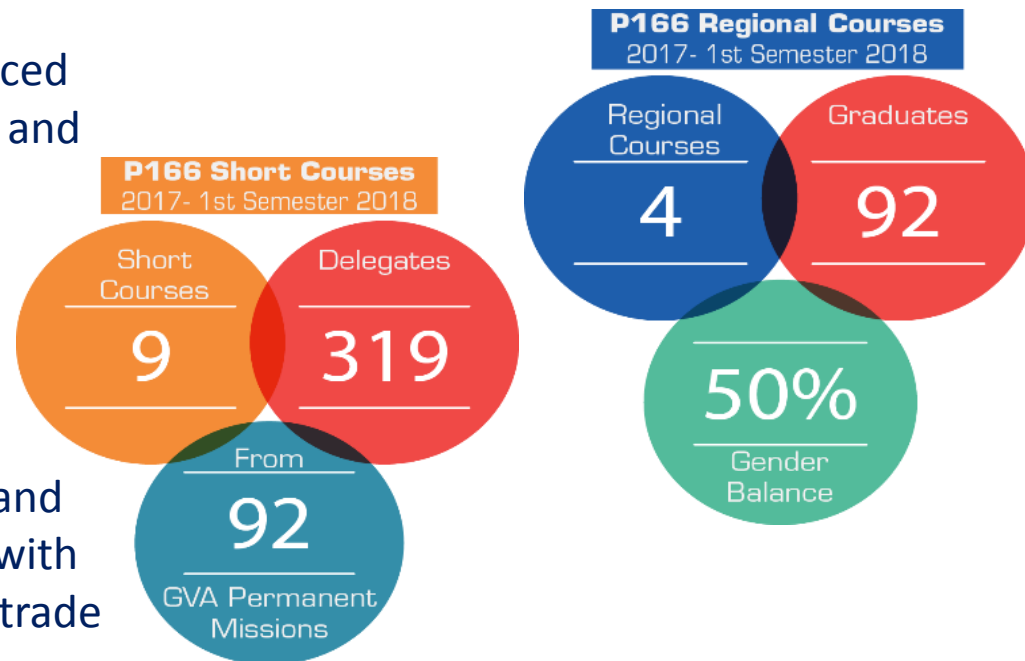 ced
and
and
with
trade
P166 Short Courses
2017- 1st Semester 2018
Short
Courses
9
Delegates
319
From
92
GVA Permanent
Missions
P166 Regional Courses
2017- 1st Semester 2018
Regional
Courses
4
Graduates
92
50%
Gender
Balance